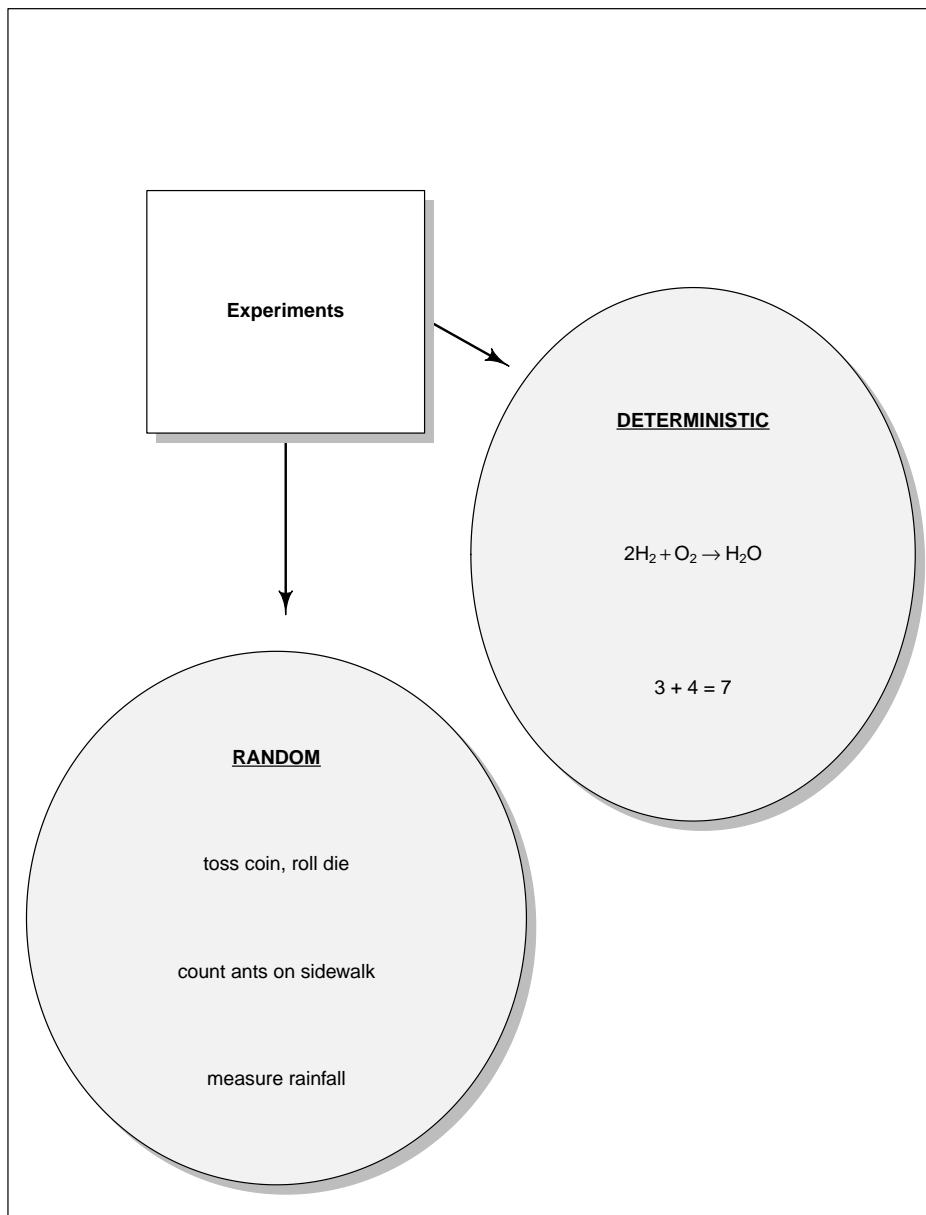 Experiments
DETERMINISTIC
2H₂ + O₂ → H₂O
3 + 4 = 7
RANDOM
toss coin, roll die
count ants on sidewalk
measure rainfall